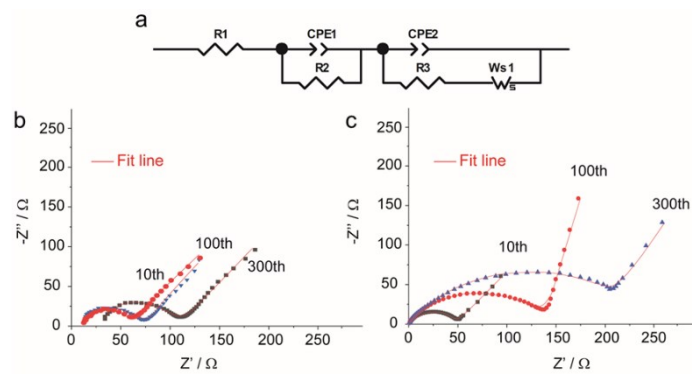 a
R1
CPE1
CPE2
R2
R3
Ws1
s
b
250
200
150
100
50
0
-Z'' / Ω
Fit line
10th
100th
300th
0 50 100 150 200 250
Z' / Ω
c
250
200
150
100
50
0
-Z'' / Ω
Fit line
100th
300th
10th
0 50 100 150 200 250
Z' / Ω